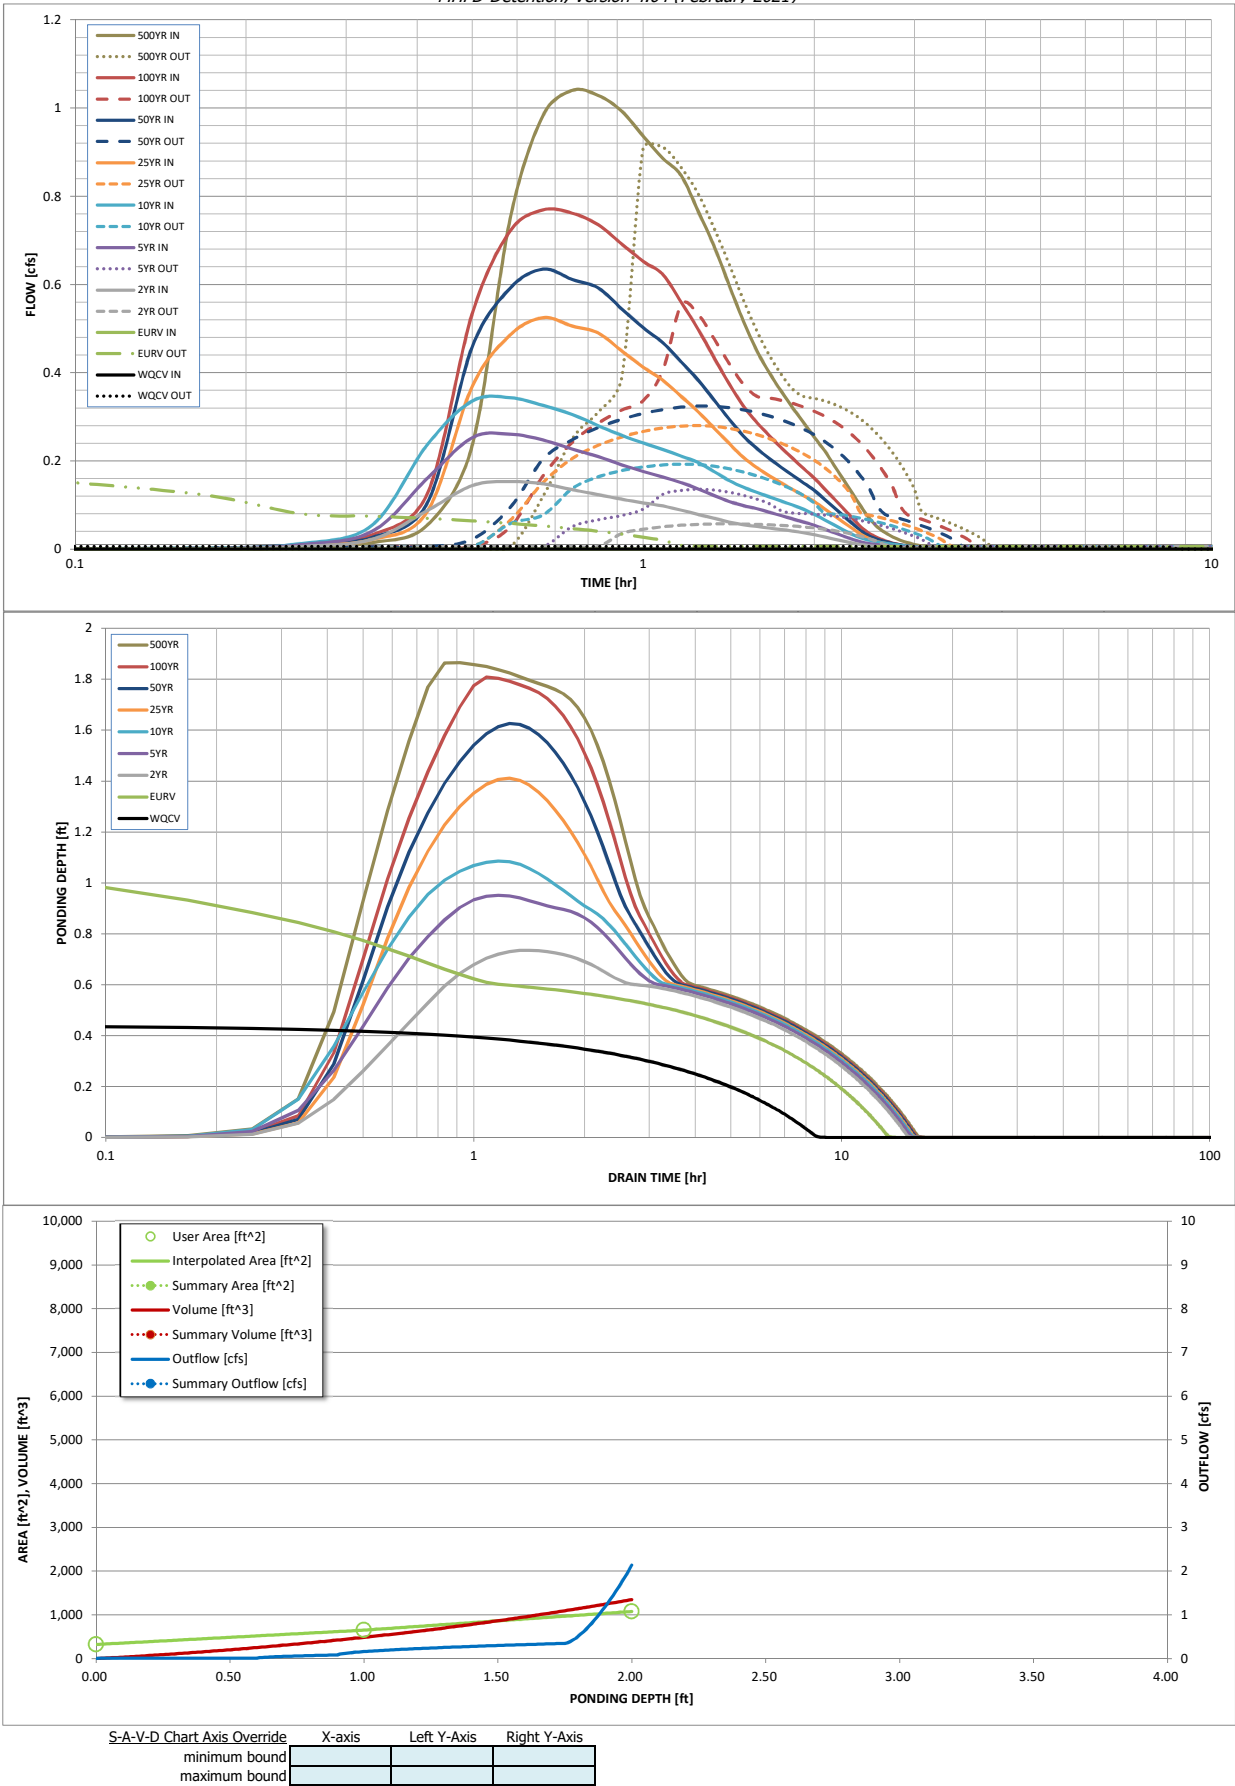 MHFD-Detention, Version 4.04 (February 2021)
1.2
1
0.8
0.6
0.4
0.2
0
FLOW [cfs]
500YR IN
500YR OUT
100YR IN
100YR OUT
50YR IN
50YR OUT
25YR IN
25YR OUT
10YR IN
10YR OUT
5YR IN
5YR OUT
2YR IN
2YR OUT
EURV IN
EURV OUT
WQCV IN
WQCV OUT
0.1 1 10
TIME [hr]
2
1.8
1.6
1.4
1.2
1
0.8
0.6
0.4
0.2
0
PONDING DEPTH [ft]
500YR
100YR
50YR
25YR
10YR
5YR
2YR
EURV
WQCV
0.1 1 10 100
DRAIN TIME [hr]
10,000
9,000
8,000
7,000
6,000
5,000
4,000
3,000
2,000
1,000
0
AREA [ft^2], VOLUME [ft^3]
User Area [ft^2]
Interpolated Area [ft^2]
Summary Area [ft^2]
Volume [ft^3]
Summary Volume [ft^3]
Outflow [cfs]
Summary Outflow [cfs]
10
9
8
7
6
5
4
3
2
1
0
OUTFLOW [cfs]
0.00 0.50 1.00 1.50 2.00 2.50 3.00 3.50 4.00
PONDING DEPTH [ft]
S-A-V-D Chart Axis Override X-axis Left Y-Axis Right Y-Axis
minimum bound
maximum bound